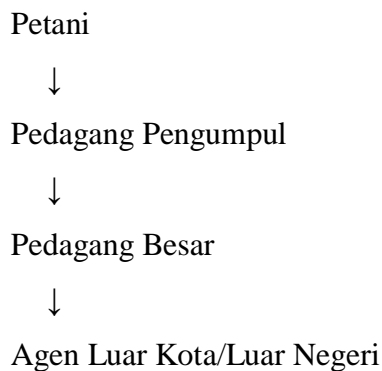 Petani
↓
Pedagang Pengumpul
↓
Pedagang Besar
↓
Agen Luar Kota/Luar Negeri